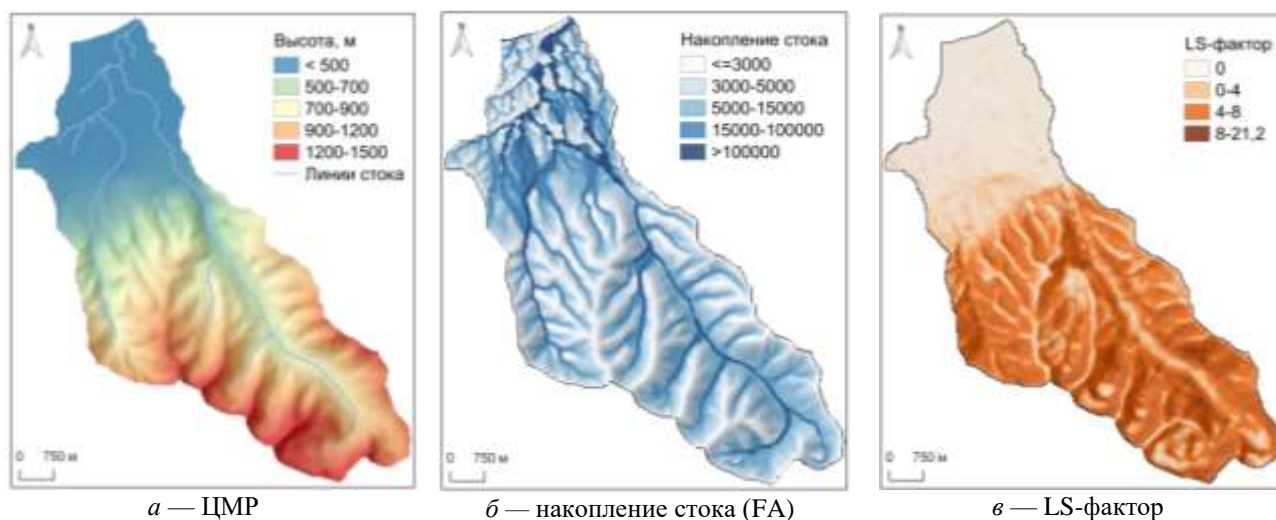 Высота, м
< 500
500-700
700-900
900-1200
1200-1500
Линии стока
0 750 м
Накопление стока
<=3000
3000-5000
5000-15000
15000-100000
>100000
0 750 м
LS-фактор
0
0-4
4-8
8-21,2
0 750 м
а — ЦМР
б — накопление стока (FA)
в — LS-фактор